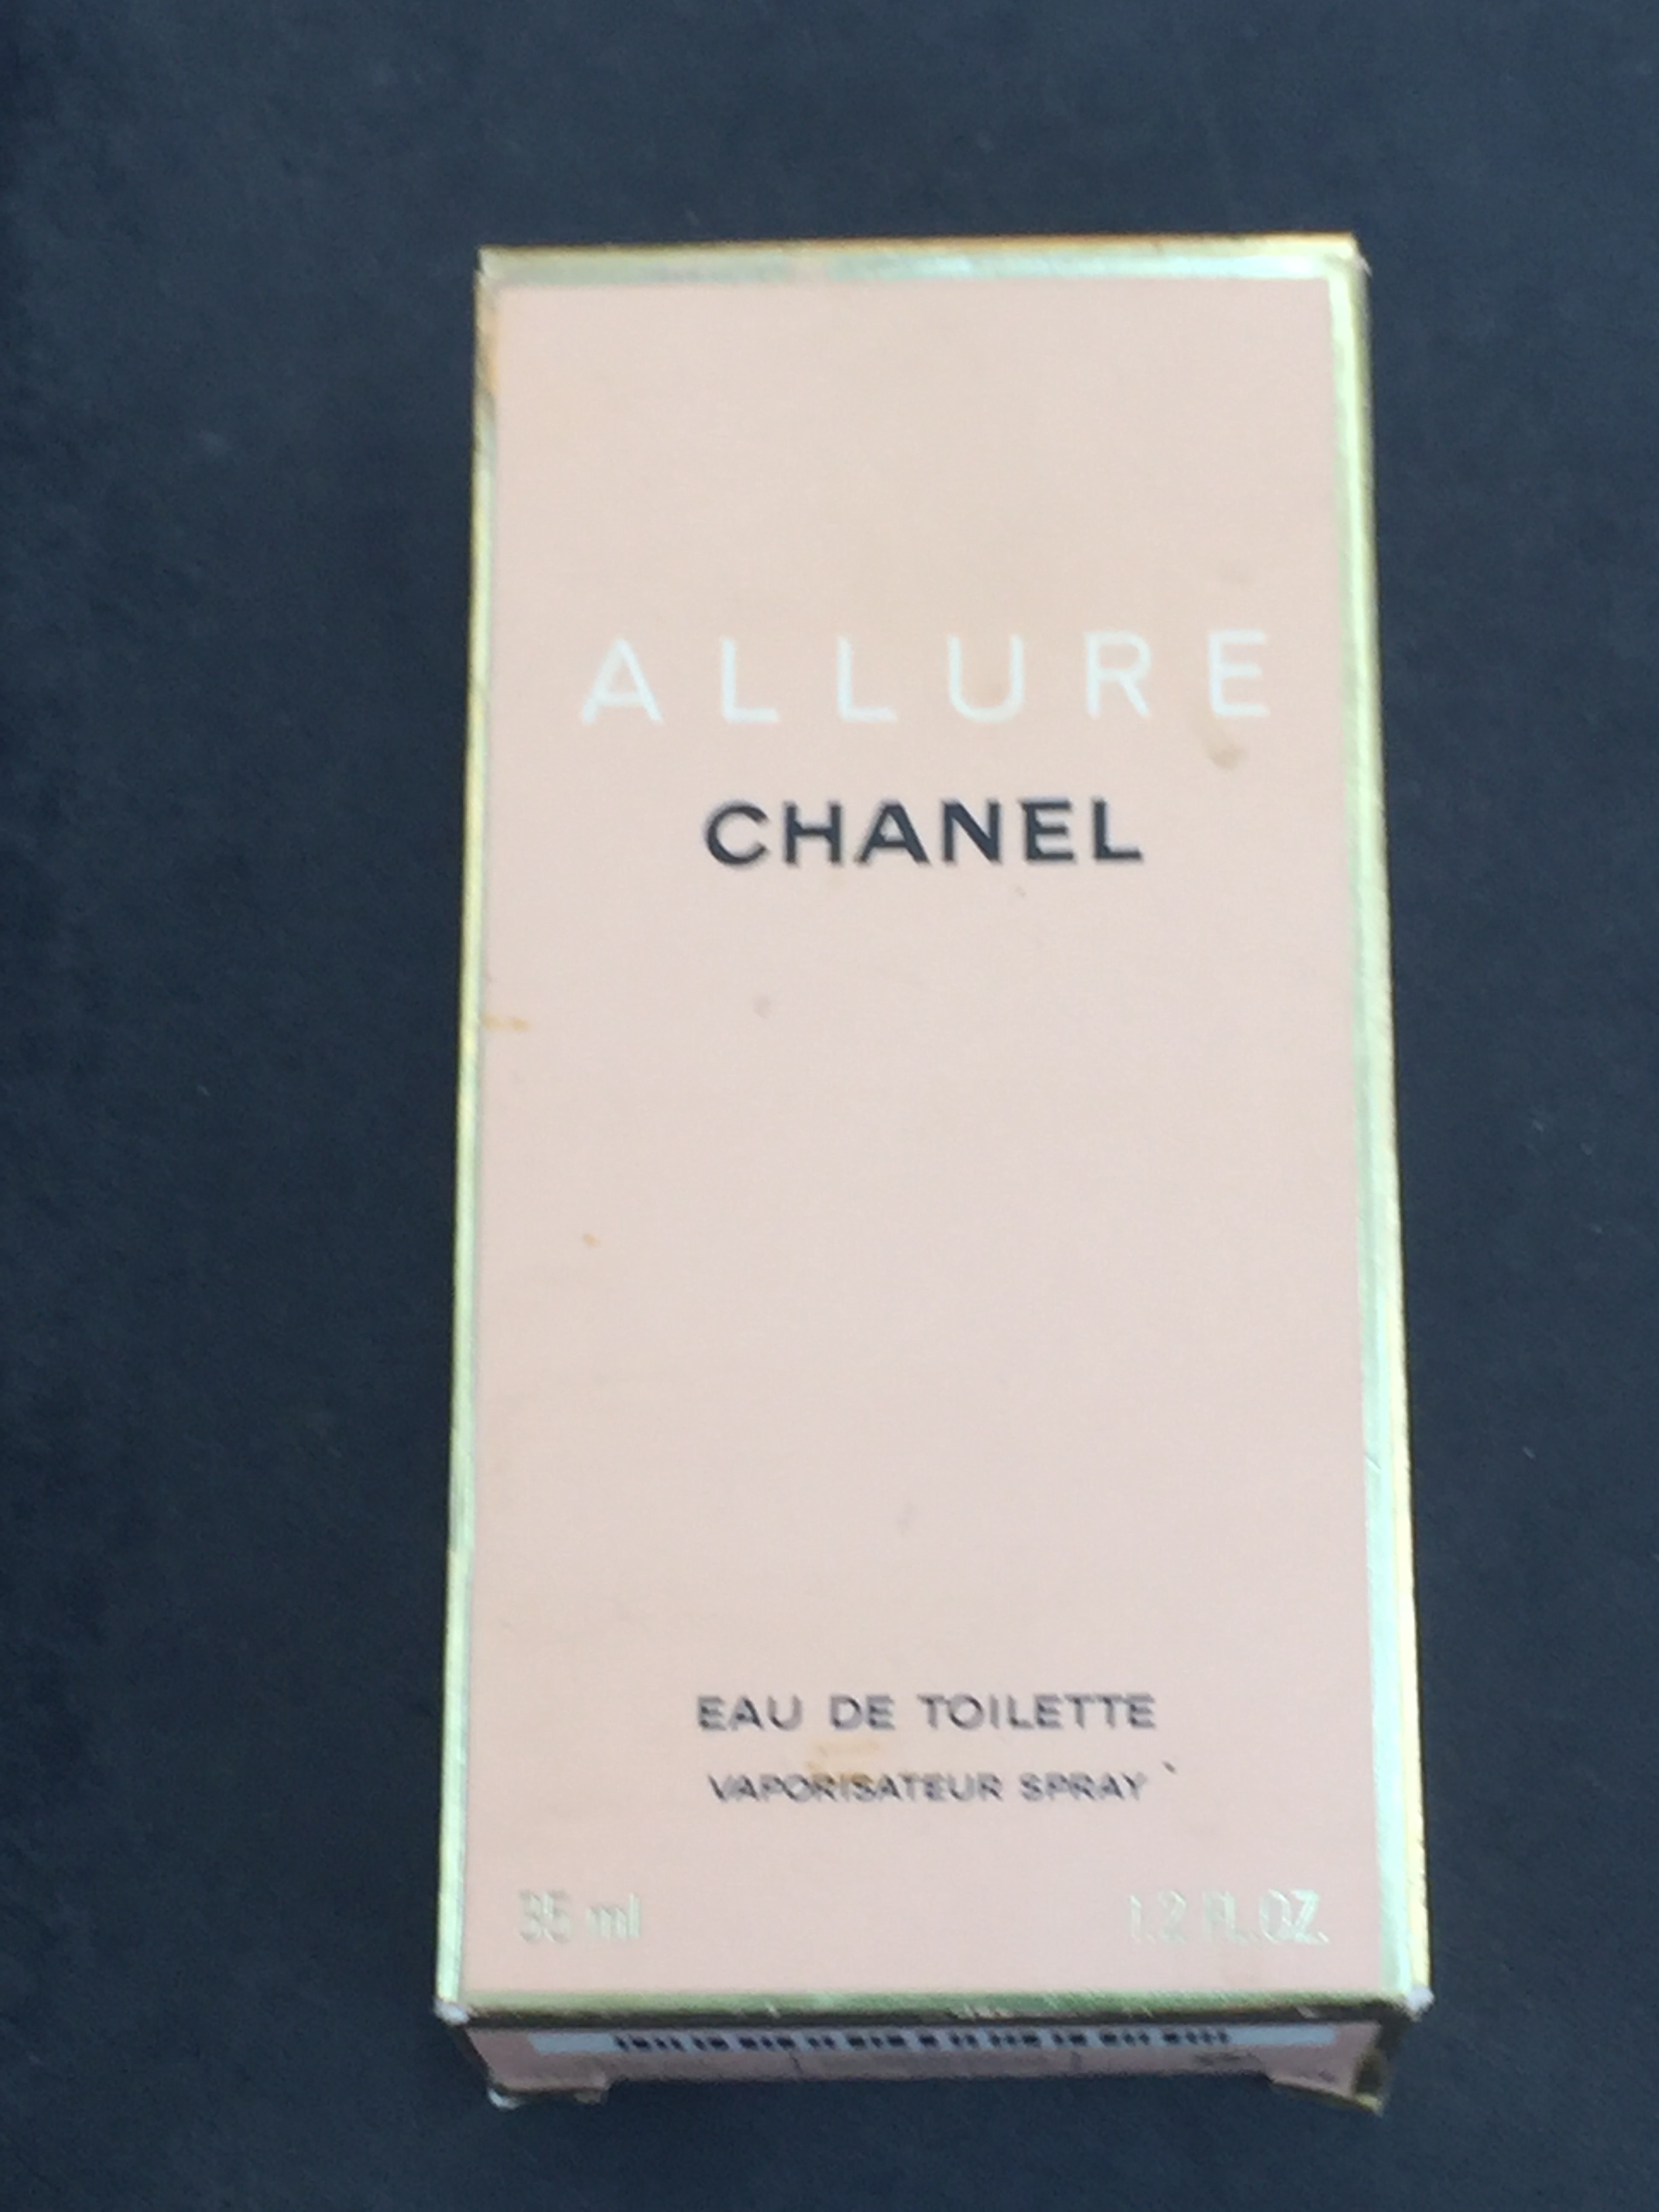 ALLURE
CHANEL
EAU DE TOILETTE
VAPORISATEUR SPRAY
35 ml 1.2 FL.OZ.